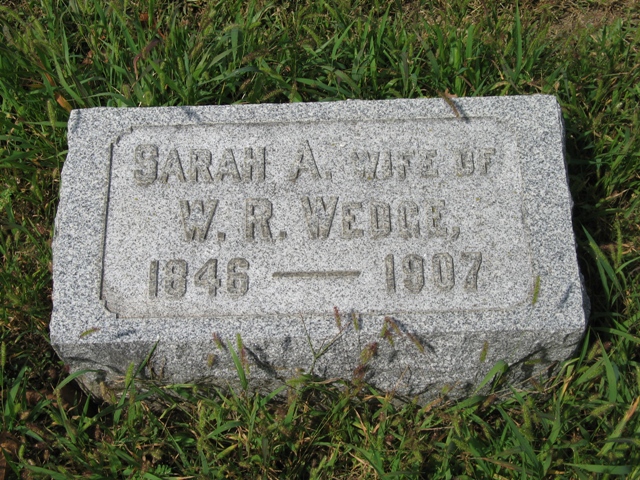 SARAH A. WIFE OF
W. R. WEDGE,
1846 — 1907